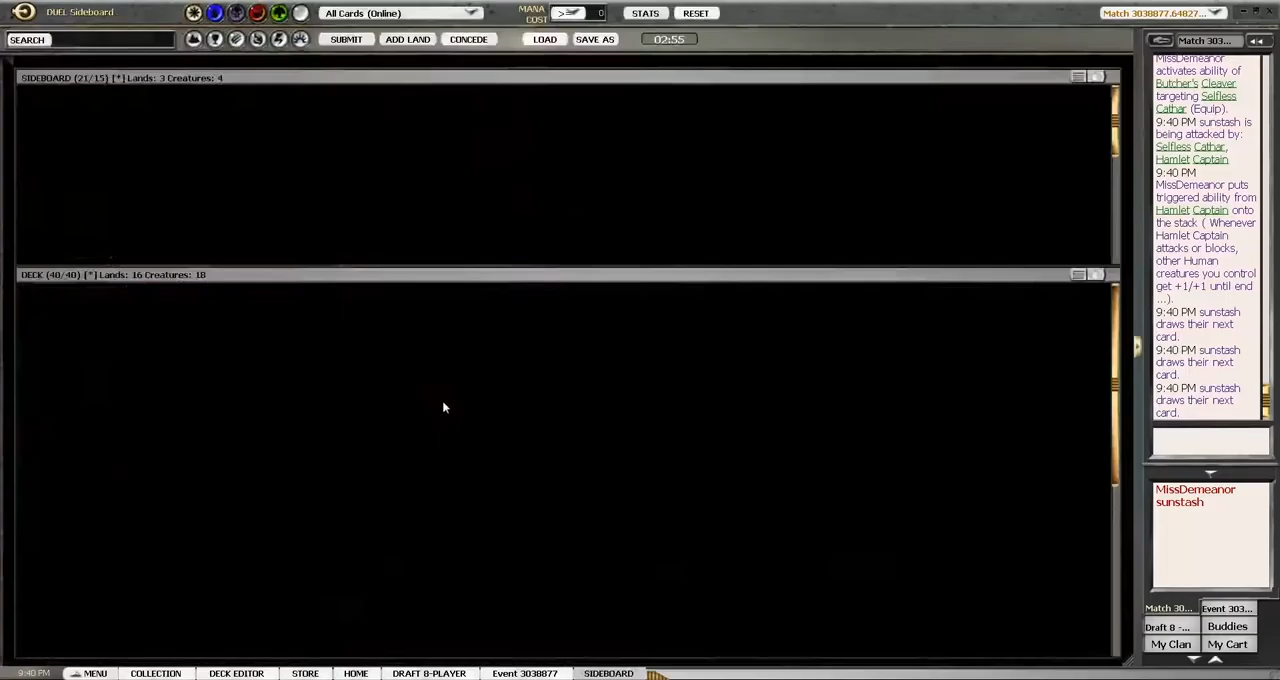 DUEL Sideboard
All Cards (Online)
MANA
COST
0
STATS
RESET
Match 3038877.64827...
SEARCH
SUBMIT
ADD LAND
CONCEDE
LOAD
SAVE AS
02:55
Match 303...
SIDEBOARD (21/15) [*] Lands: 3 Creatures: 4
DECK (40/40) [*] Lands: 16 Creatures: 18
MissDemeanor
activates ability of
Butcher's Cleaver
targeting Selfless
Cathar (Equip).
9:40 PM sunstash is
being attacked by:
Selfless Cathar,
Hamlet Captain
9:40 PM
MissDemeanor puts
triggered ability from
Hamlet Captain onto
the stack ( Whenever
Hamlet Captain
attacks or blocks,
other Human
creatures you control
get +1/+1 until end
...).
9:40 PM sunstash
draws their next
card.
9:40 PM sunstash
draws their next
card.
9:40 PM sunstash
draws their next
card.
MissDemeanor
sunstash
Match 30...
Event 303...
Draft 8 -...
Buddies
My Clan
My Cart
9:40 PM
MENU
COLLECTION
DECK EDITOR
STORE
HOME
DRAFT 8-PLAYER
Event 3038877
SIDEBOARD